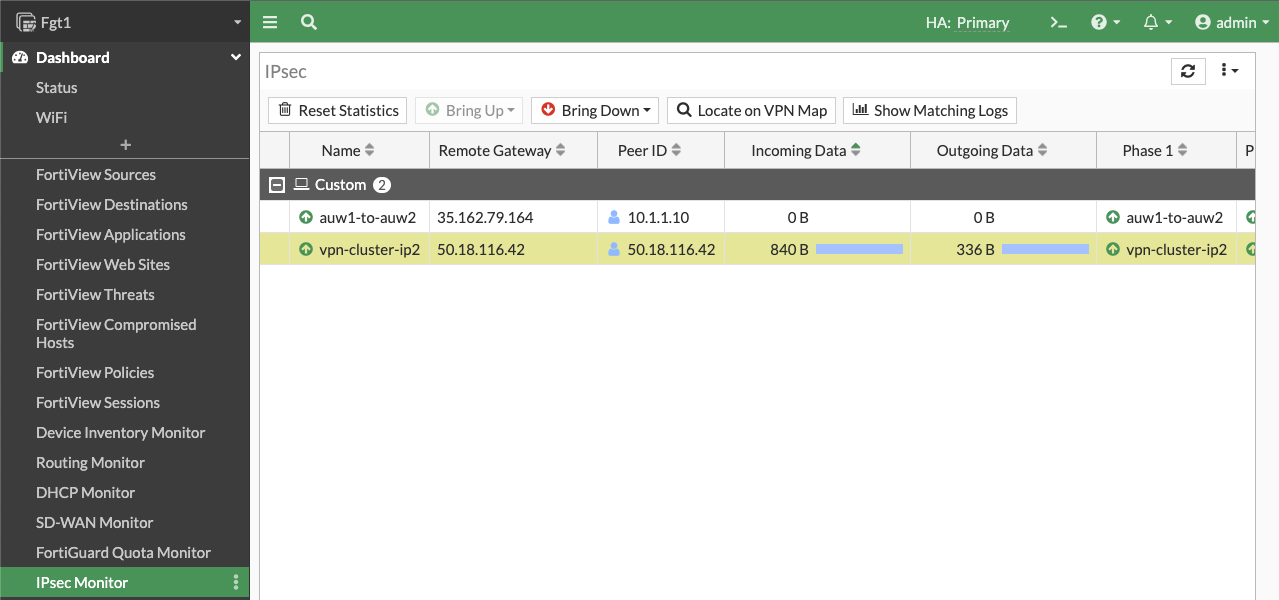 Fgt1
HA: Primary
>_
admin
Dashboard
Status
WiFi
+
FortiView Sources
FortiView Destinations
FortiView Applications
FortiView Web Sites
FortiView Threats
FortiView Compromised
Hosts
FortiView Policies
FortiView Sessions
Device Inventory Monitor
Routing Monitor
DHCP Monitor
SD-WAN Monitor
FortiGuard Quota Monitor
IPsec Monitor
IPsec
Reset Statistics Bring Up Bring Down Locate on VPN Map Show Matching Logs
Name Remote Gateway Peer ID Incoming Data Outgoing Data Phase 1 P
Custom 2
auw1-to-auw2 35.162.79.164 10.1.1.10 0 B 0 B auw1-to-auw2
vpn-cluster-ip2 50.18.116.42 50.18.116.42 840 B 336 B vpn-cluster-ip2